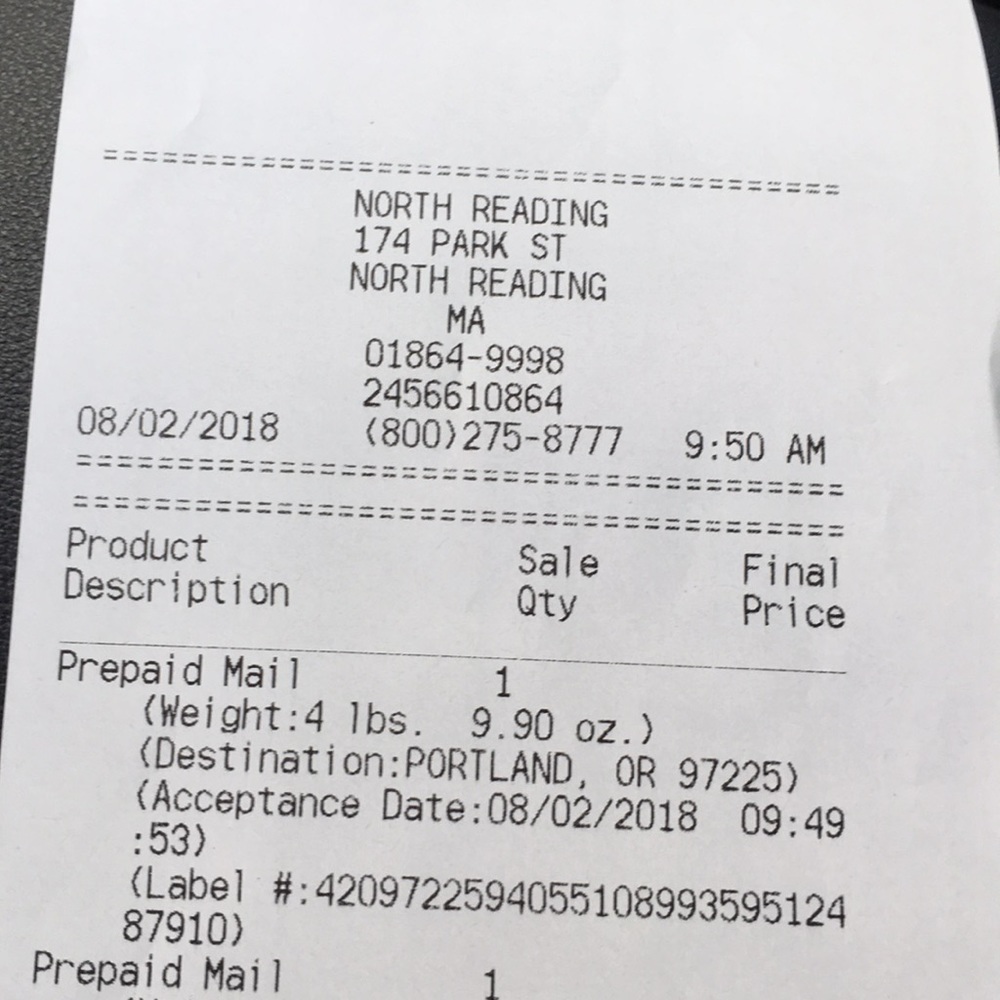 ========================================
NORTH READING
174 PARK ST
NORTH READING
MA
01864-9998
2456610864
08/02/2018 (800)275-8777 9:50 AM
========================================
========================================
Product Sale Final
Description Qty Price
Prepaid Mail 1
(Weight:4 lbs. 9.90 oz.)
(Destination:PORTLAND, OR 97225)
(Acceptance Date:08/02/2018 09:49
:53)
(Label #:4209722594055108993595124
87910)
Prepaid Mail 1